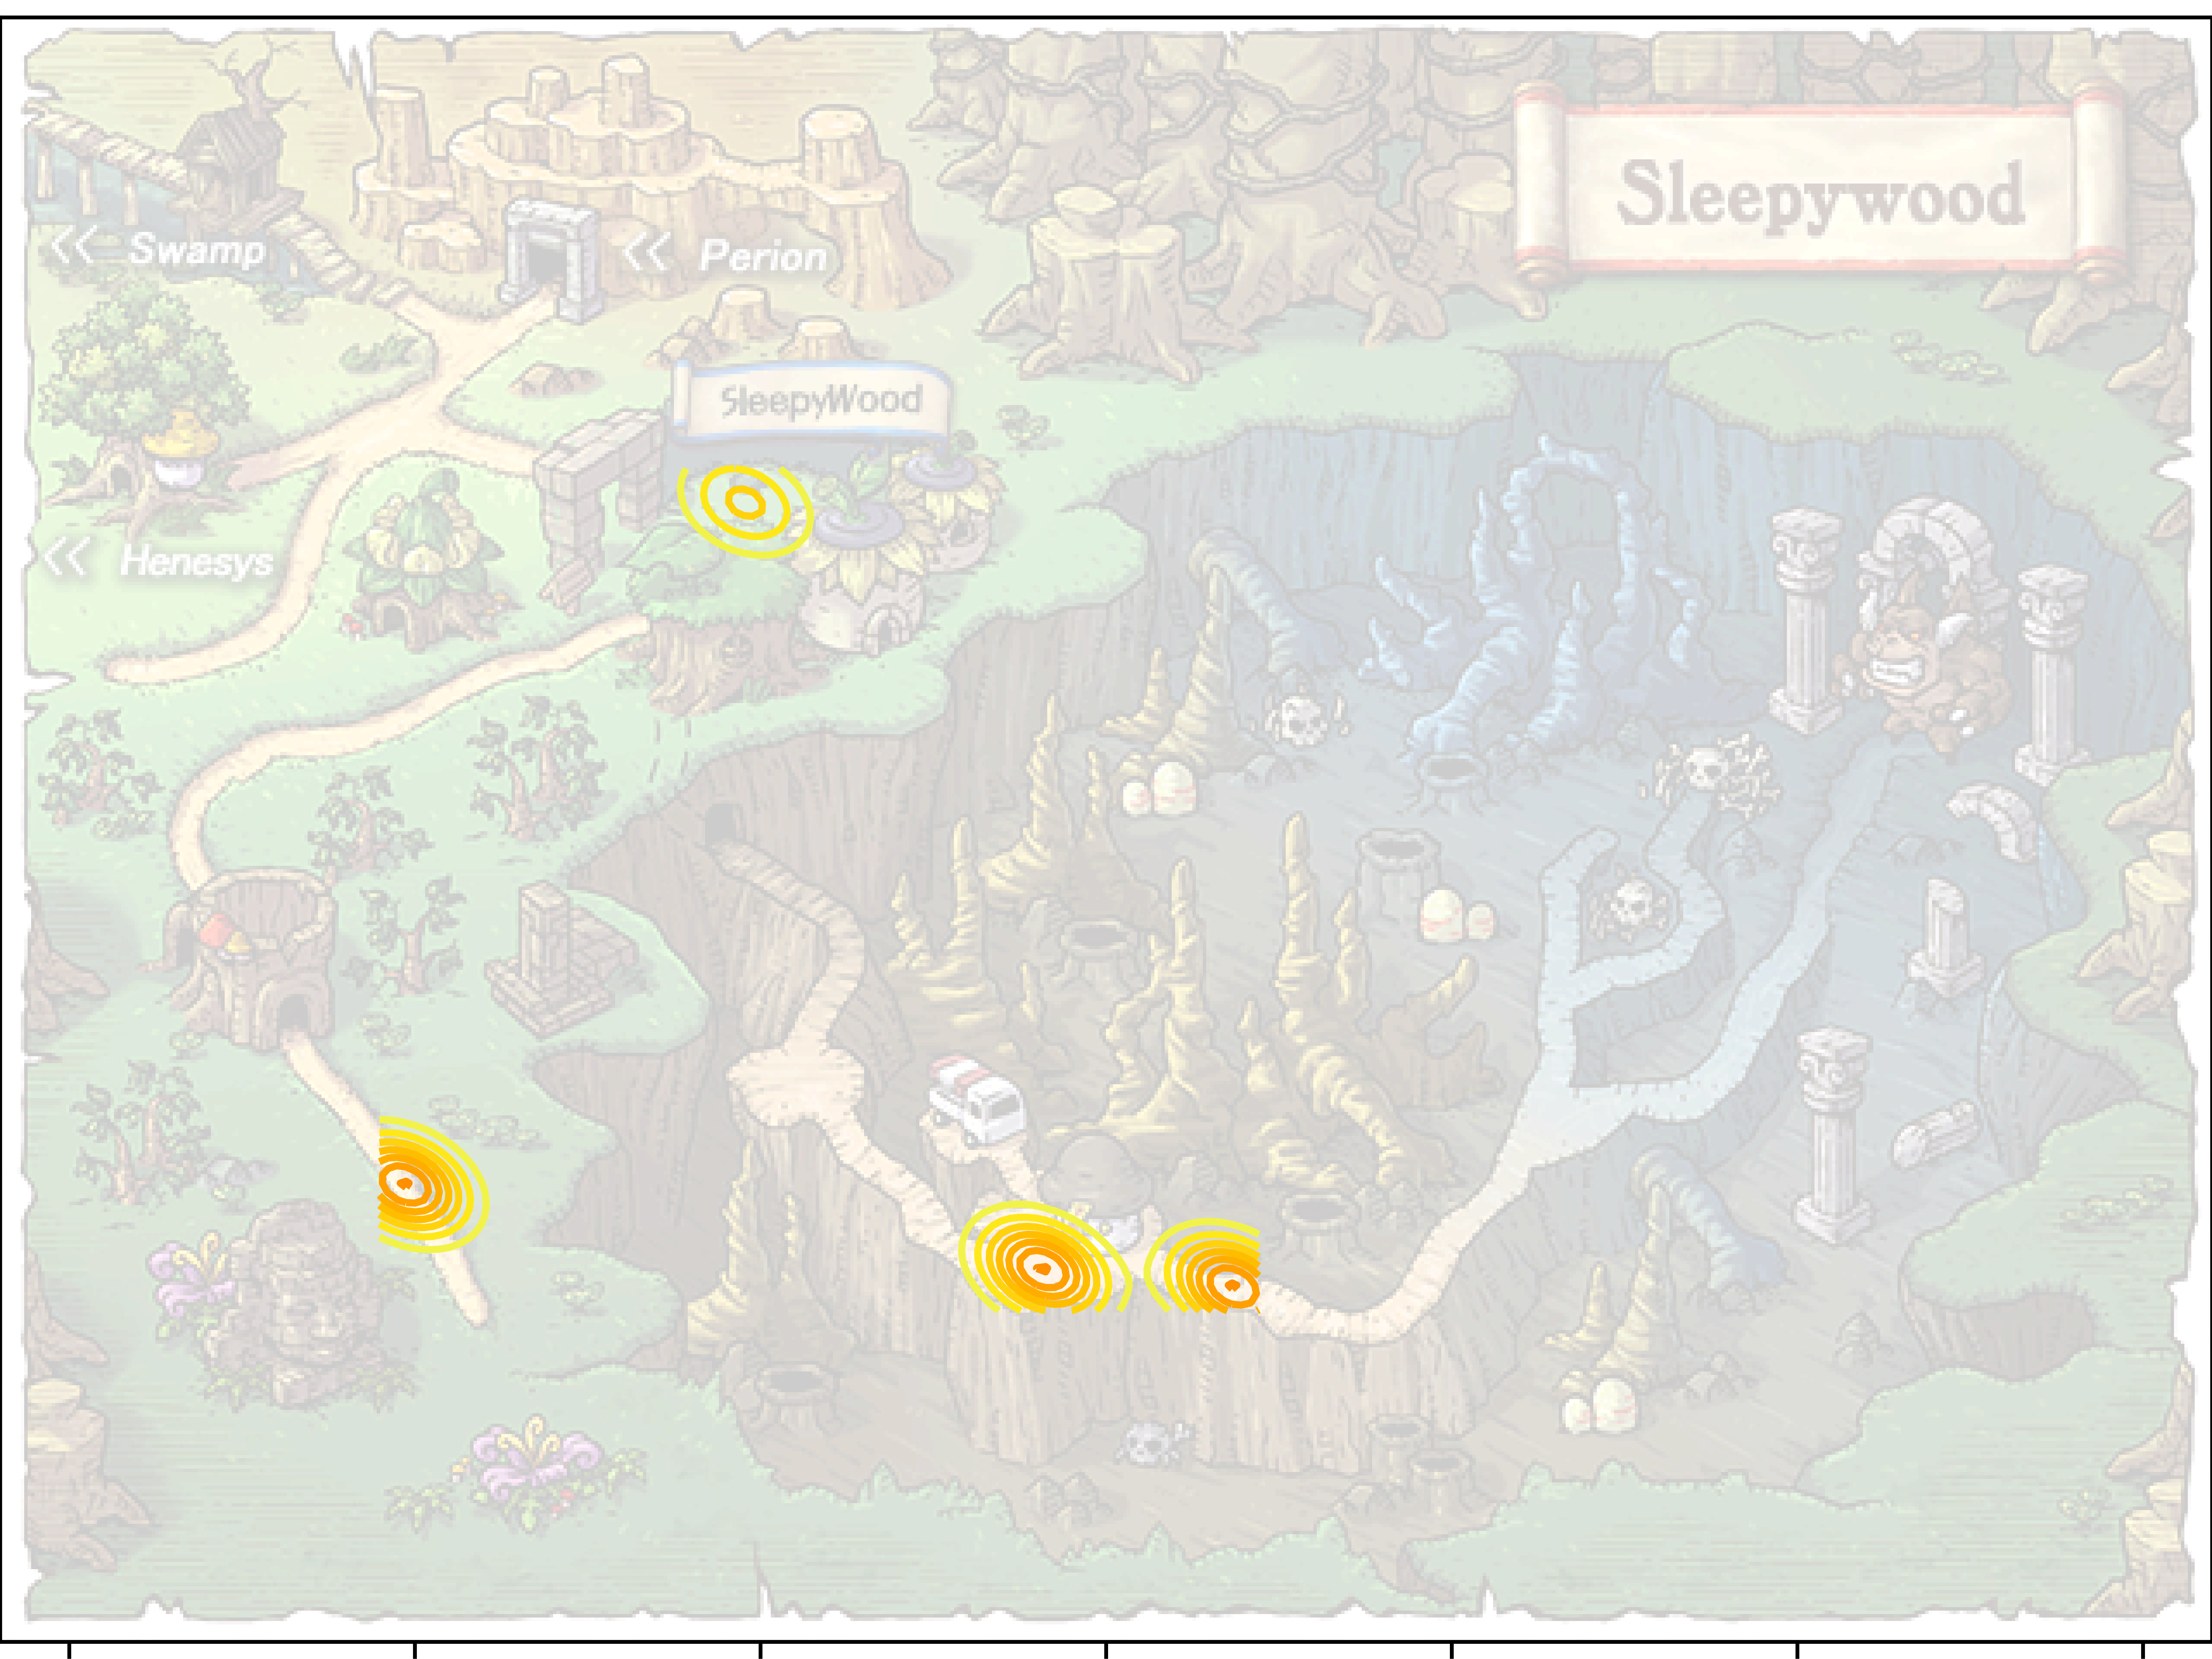 Sleepywood
<< Swamp
<< Perion
SleepyWood
<< Henesys